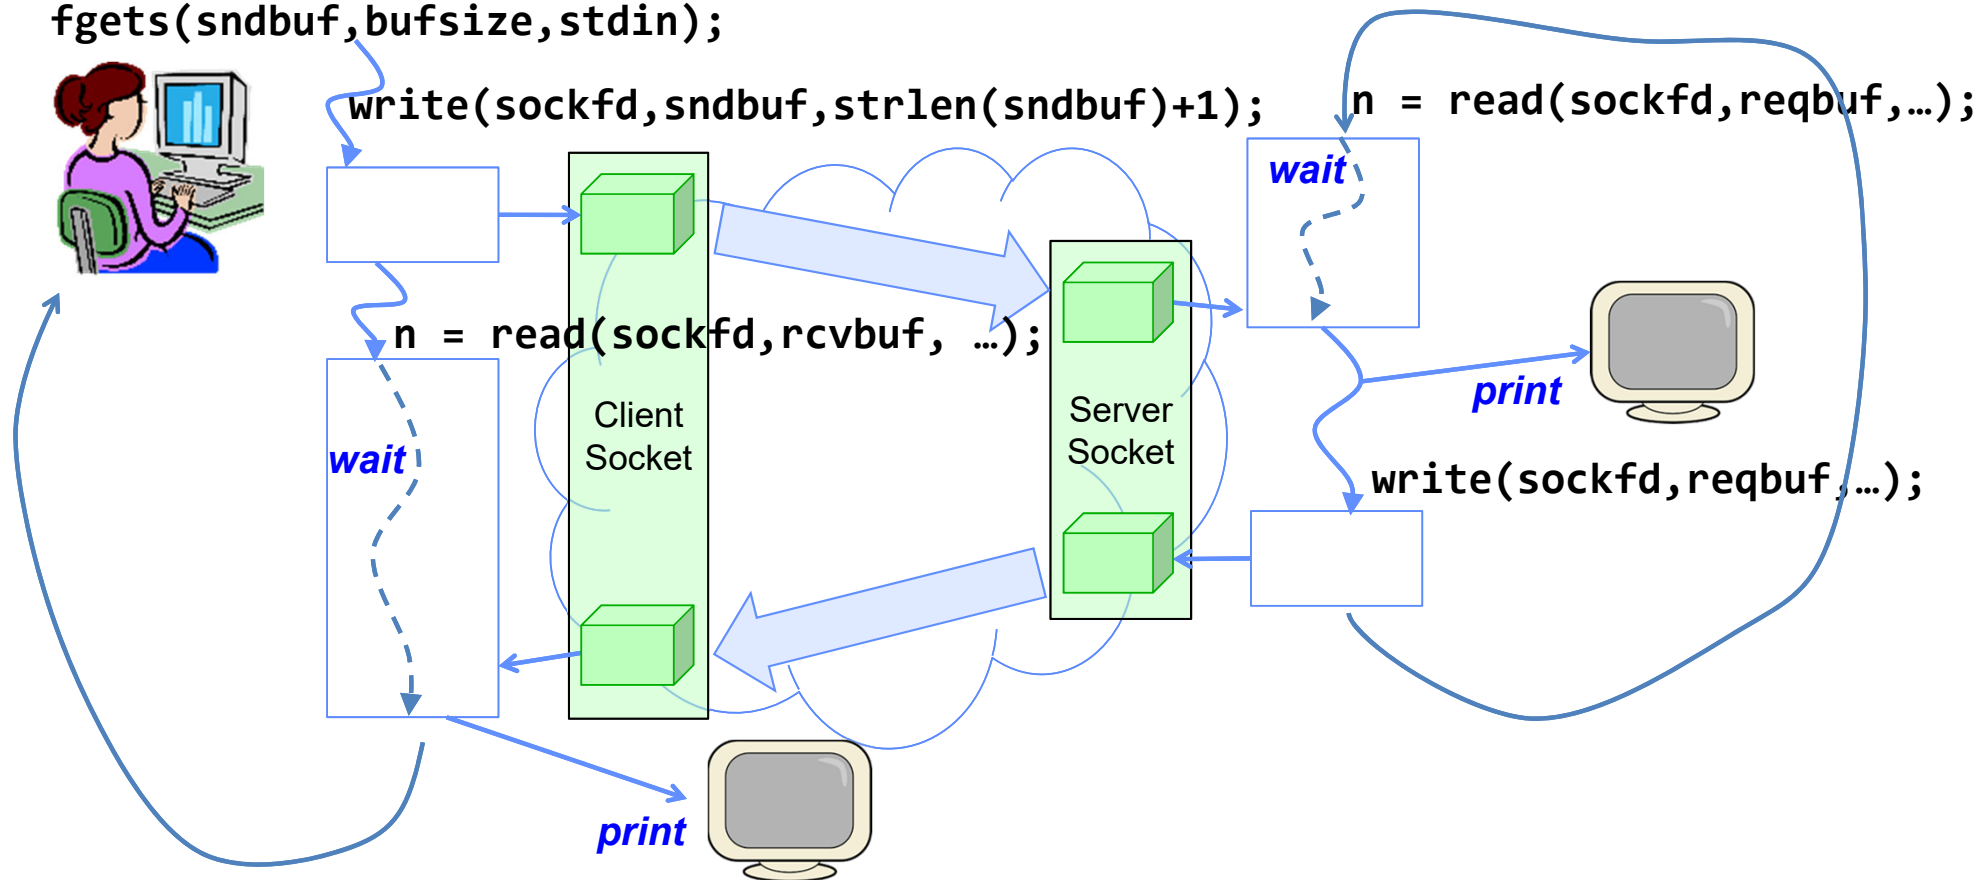 fgets(sndbuf,bufsize,stdin);
write(sockfd,sndbuf,strlen(sndbuf)+1);
n = read(sockfd,reqbuf,…);
wait
n = read(sockfd,rcvbuf, …);
print
Client
Socket
Server
Socket
wait
write(sockfd,reqbuf,…);
print